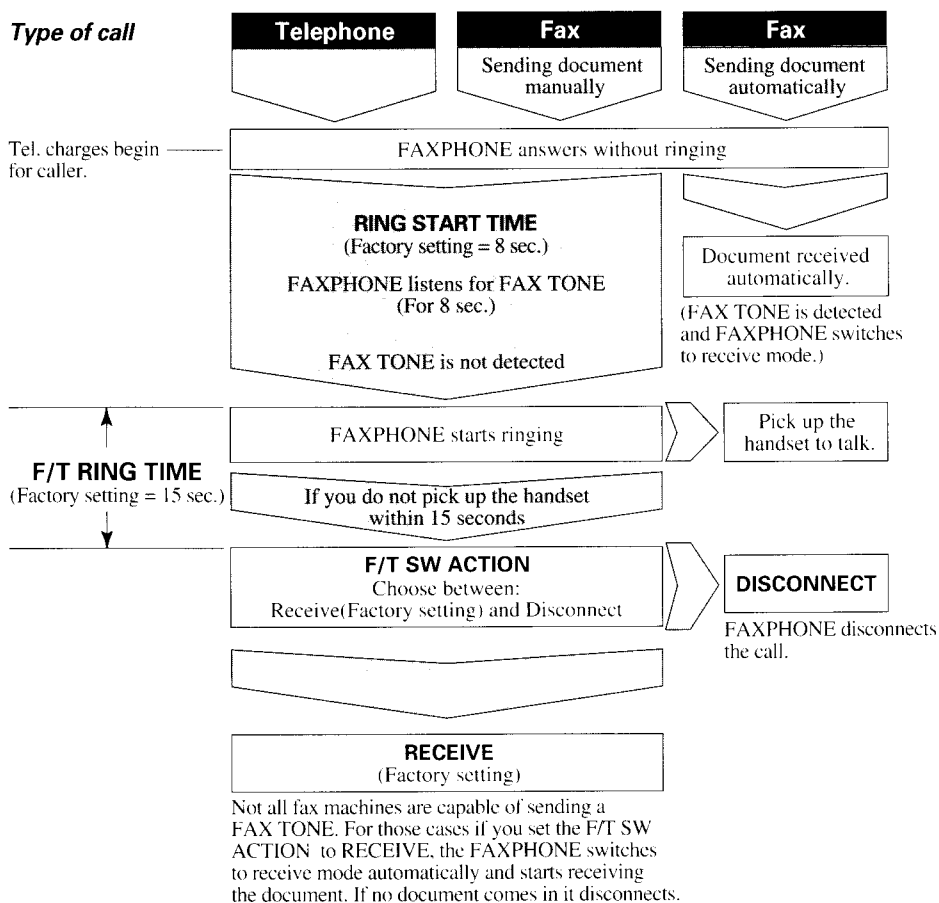 Type of call
Telephone
Fax
Sending document
manually
Fax
Sending document
automatically
Tel. charges begin
for caller.
FAXPHONE answers without ringing
RING START TIME
(Factory setting = 8 sec.)
FAXPHONE listens for FAX TONE
(For 8 sec.)
FAX TONE is not detected
Document received
automatically.
(FAX TONE is detected
and FAXPHONE switches
to receive mode.)
F/T RING TIME
(Factory setting = 15 sec.)
FAXPHONE starts ringing
Pick up the
handset to talk.
If you do not pick up the handset
within 15 seconds
F/T SW ACTION
Choose between:
Receive(Factory setting) and Disconnect
DISCONNECT
FAXPHONE disconnects
the call.
RECEIVE
(Factory setting)
Not all fax machines are capable of sending a
FAX TONE. For those cases if you set the F/T SW
ACTION to RECEIVE, the FAXPHONE switches
to receive mode automatically and starts receiving
the document. If no document comes in it disconnects.